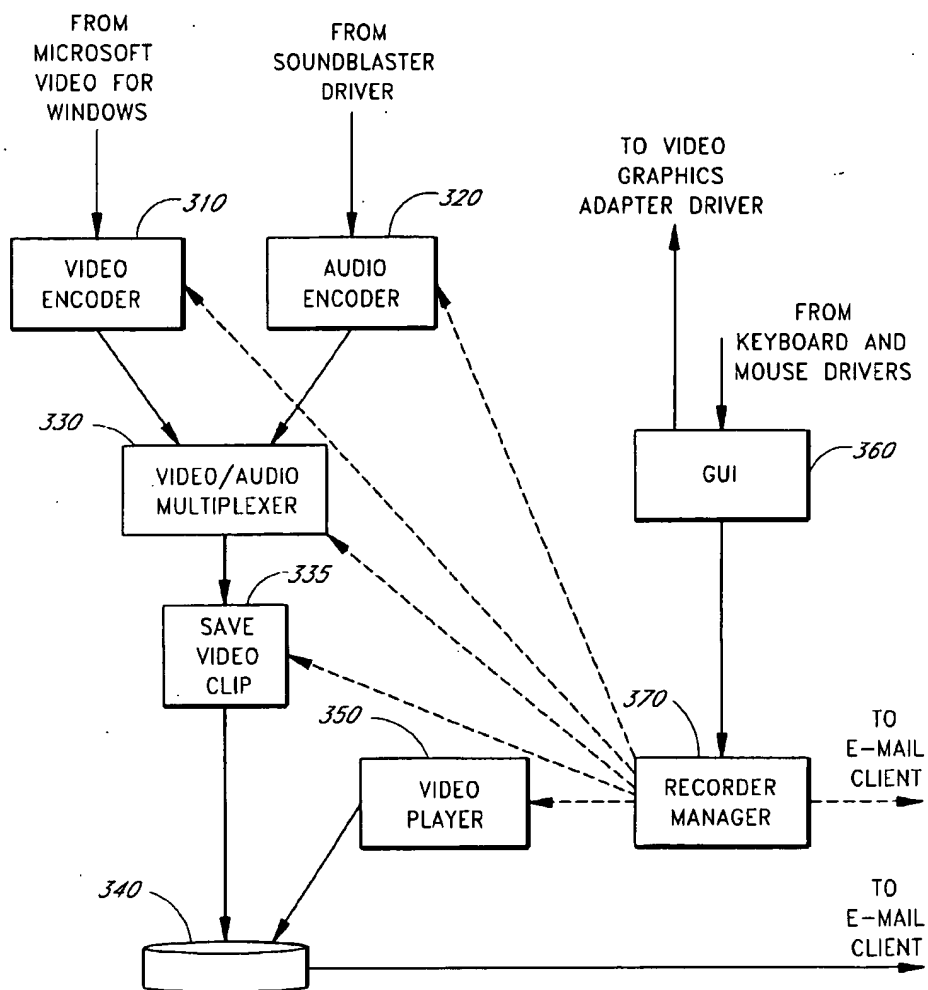 FROM
MICROSOFT
VIDEO FOR
WINDOWS
FROM
SOUNDBLASTER
DRIVER
TO VIDEO
GRAPHICS
ADAPTER DRIVER
310
VIDEO
ENCODER
320
AUDIO
ENCODER
FROM
KEYBOARD AND
MOUSE DRIVERS
330
VIDEO/AUDIO
MULTIPLEXER
GUI
360
335
SAVE
VIDEO
CLIP
350
VIDEO
PLAYER
370
RECORDER
MANAGER
TO
E-MAIL
CLIENT
340
TO
E-MAIL
CLIENT